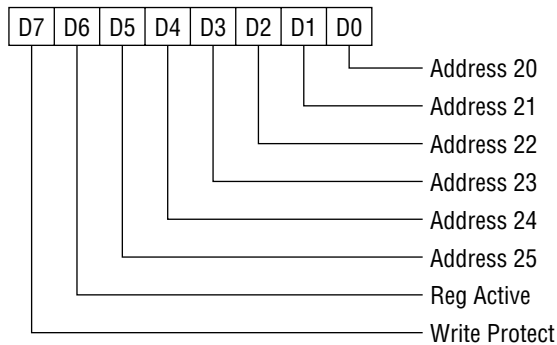 D7 D6 D5 D4 D3 D2 D1 D0
Address 20
Address 21
Address 22
Address 23
Address 24
Address 25
Reg Active
Write Protect